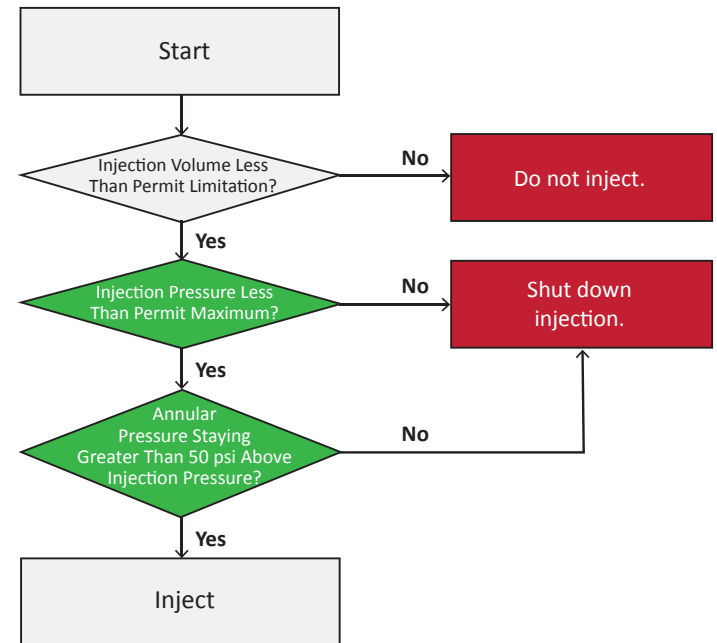 Start
Injection Volume Less
Than Permit Limitation?
No
Do not inject.
Yes
Injection Pressure Less
Than Permit Maximum?
No
Shut down
injection.
Yes
Annular
Pressure Staying
Greater Than 50 psi Above
Injection Pressure?
No
Yes
Inject